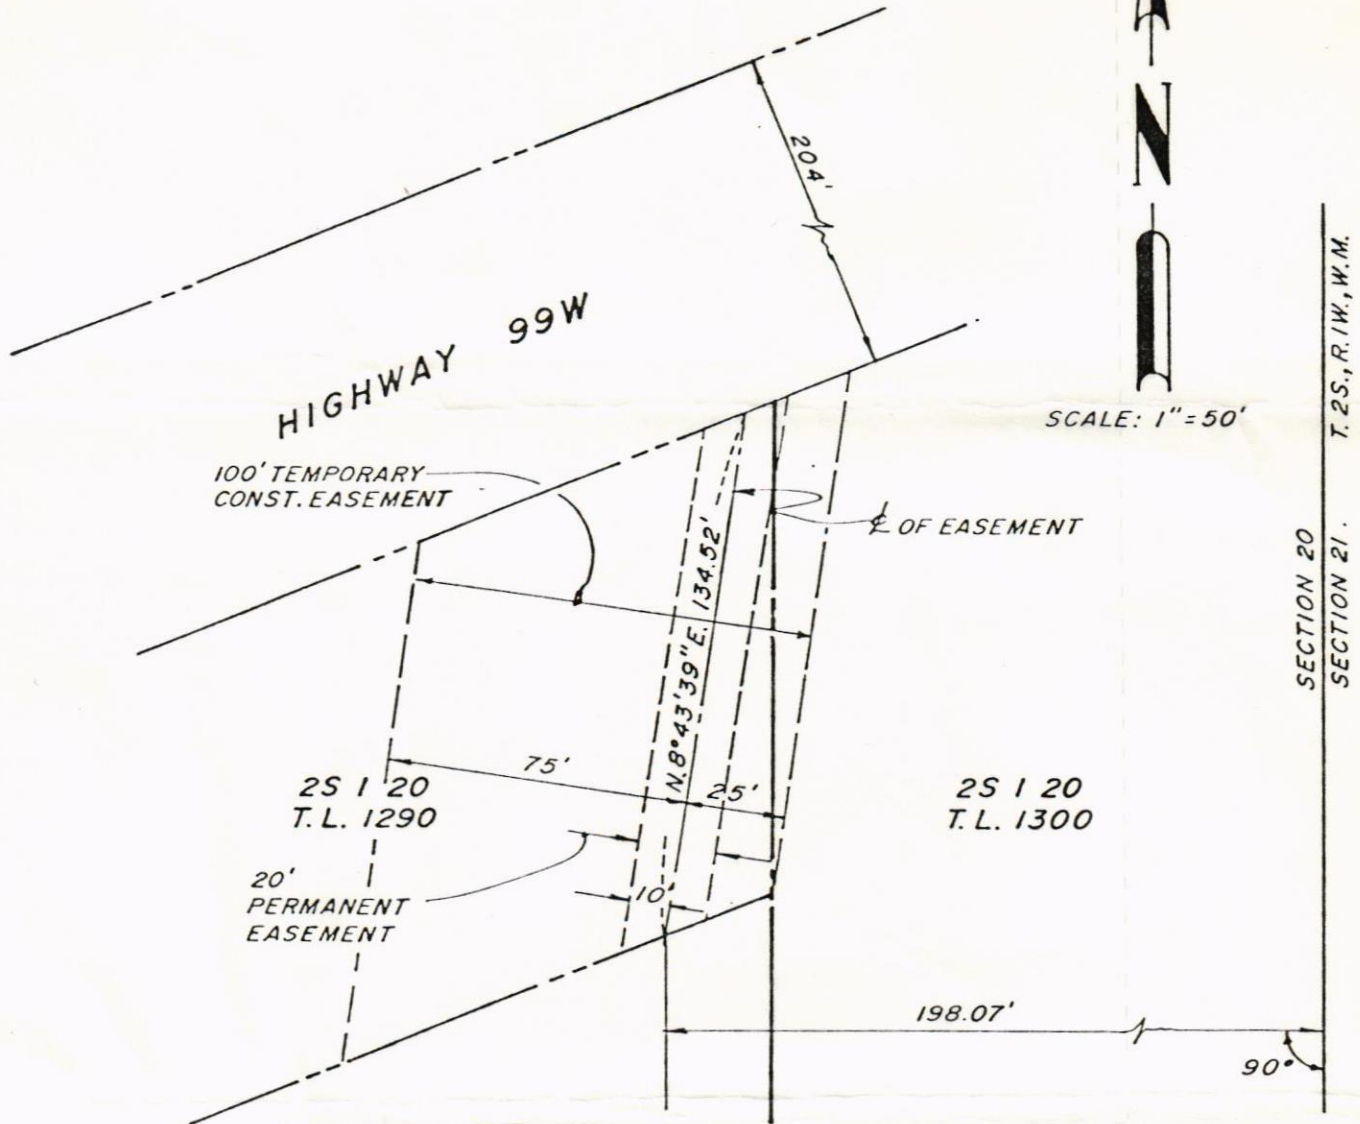 N
204'
HIGHWAY 99W
T. 2S., R.1W., W.M.
SCALE: 1"=50'
100' TEMPORARY
CONST. EASEMENT
℄ OF EASEMENT
N.8°43'39"E. 134.52'
SECTION 20
SECTION 21.
75'
25'
2S 1 20
T.L. 1290
2S 1 20
T.L. 1300
20'
PERMANENT
EASEMENT
10'
198.07'
90°